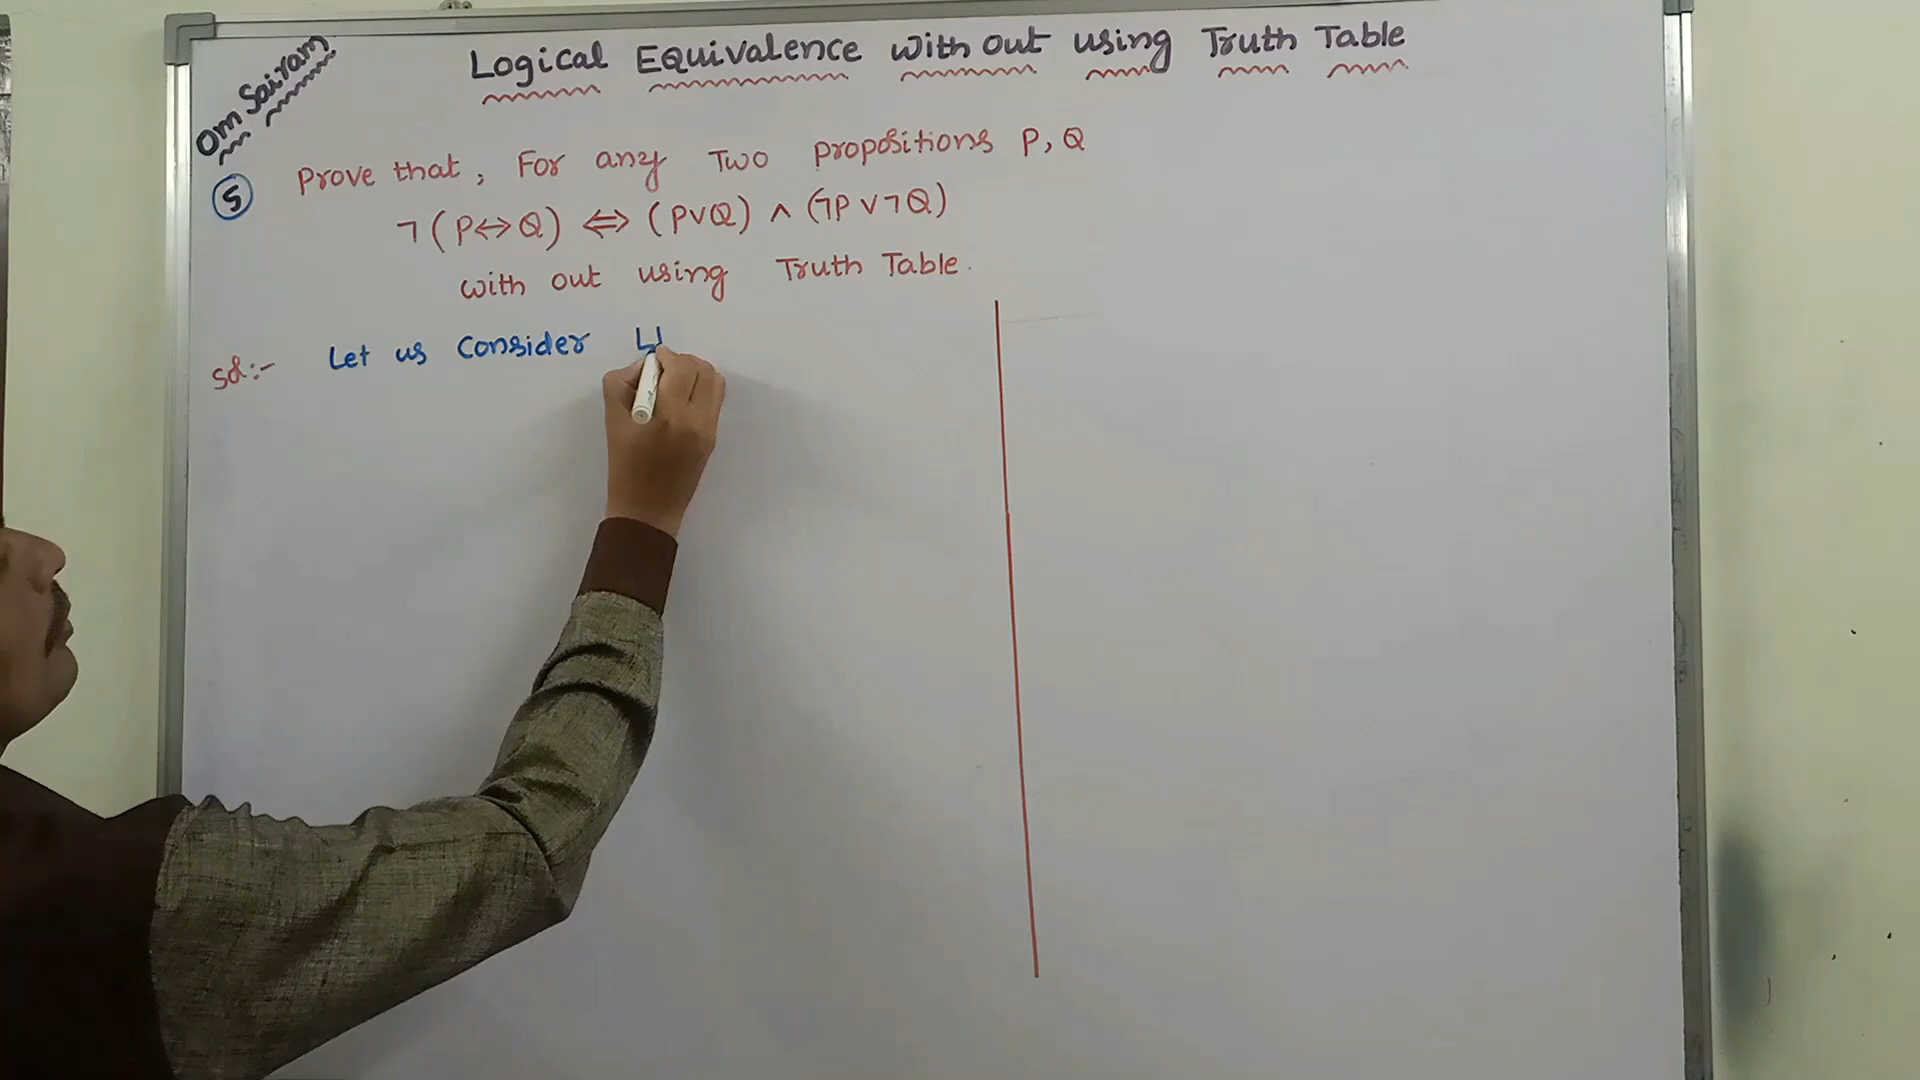 Om Sairam
Logical Equivalence with out using Truth Table
5 Prove that, For any Two propositions P, Q
¬(P↔Q) ⇔ (P∨Q) ∧ (¬P∨¬Q)
with out using Truth Table.
Sol:- Let us Consider